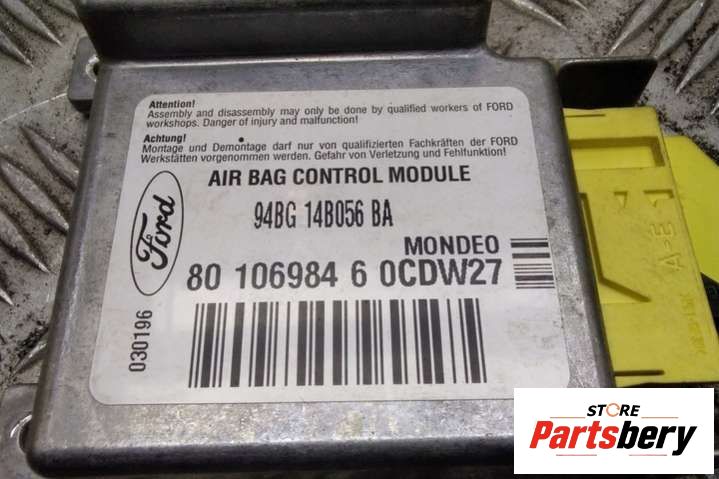 Attention!
Assembly and disassembly may only be done by qualified workers of FORD
workshops. Danger of injury and malfunction!
Achtung!
Montage und Demontage darf nur von qualifizierten Fachkräften der FORD
Werkstätten vorgenommen werden. Gefahr von Verletzung und Fehlfunktion!
AIR BAG CONTROL MODULE
Ford
94BG 14B056 BA
MONDEO
80 106984 6 0CDW27
030196
A-E 1
STORE
Partsbery